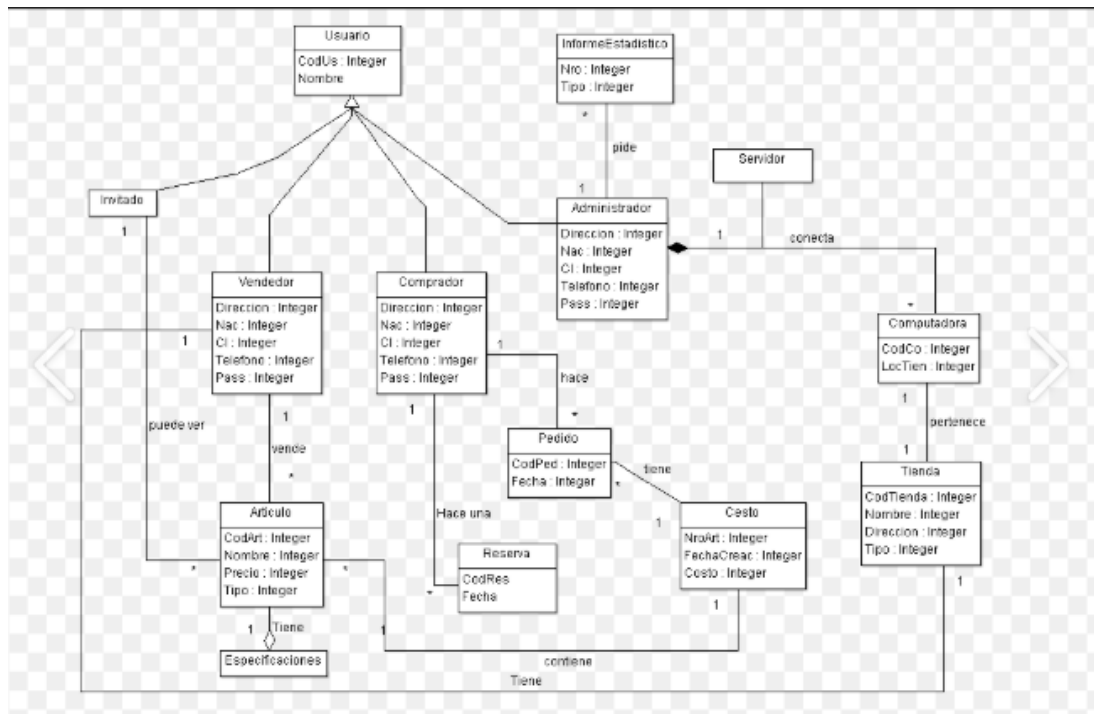 Usuario
CodUs : Integer
Nombre
InformeEstadistico
Nro : Integer
Tipo : Integer
*
pide
1
Servidor
Invitado
1
Administrador
Direccion : Integer
Nac : Integer
CI : Integer
Telefono : Integer
Pass : Integer
1
conecta
*
Vendedor
Direccion : Integer
Nac : Integer
CI : Integer
Telefono : Integer
Pass : Integer
1
Comprador
Direccion : Integer
Nac : Integer
CI : Integer
Telefono : Integer
Pass : Integer
1
hace
*
Computadora
CodCo : Integer
LocTien : Integer
1
pertenece
1
puede ver
1
vende
*
1
Pedido
CodPed : Integer
Fecha : Integer
*
tiene
1
Tienda
CodTienda : Integer
Nombre : Integer
Direccion : Integer
Tipo : Integer
1
Articulo
CodArt : Integer
Nombre : Integer
Precio : Integer
Tipo : Integer
*
*
Hace una
Reserva
CodRes
Fecha
*
Cesto
NroArt : Integer
FechaCreac : Integer
Costo : Integer
1
1
Tiene
1
Especificaciones
contiene
Tiene